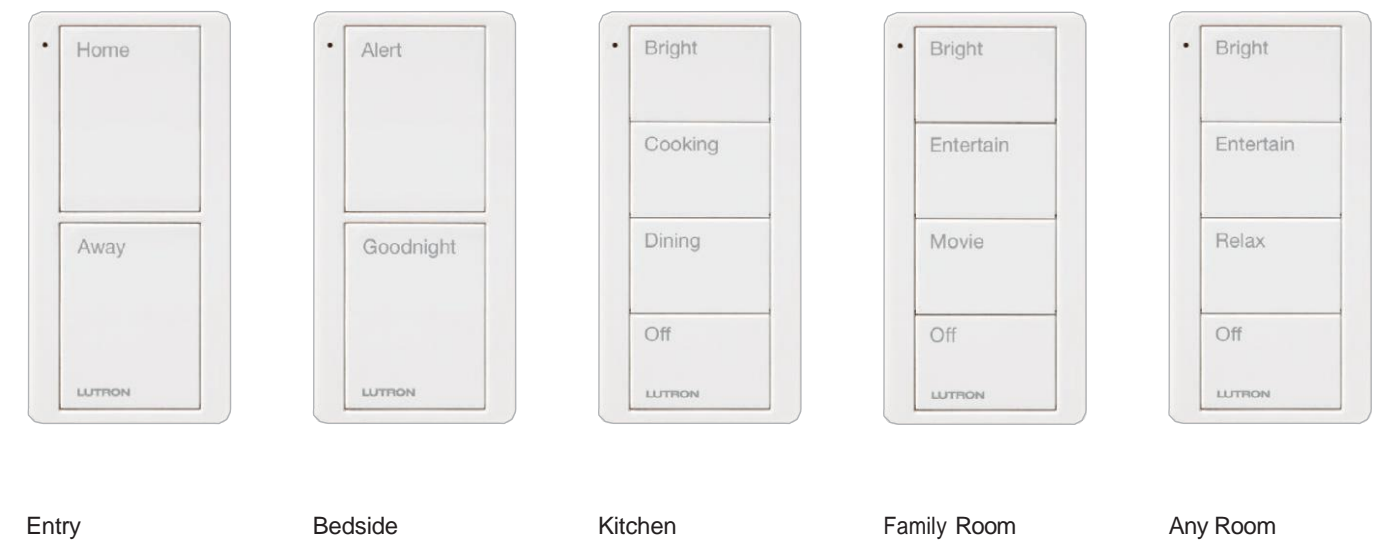 Home
Away
LUTRON
Alert
Goodnight
LUTRON
Bright
Cooking
Dining
Off
LUTRON
Bright
Entertain
Movie
Off
LUTRON
Bright
Entertain
Relax
Off
LUTRON
Entry
Bedside
Kitchen
Family Room
Any Room